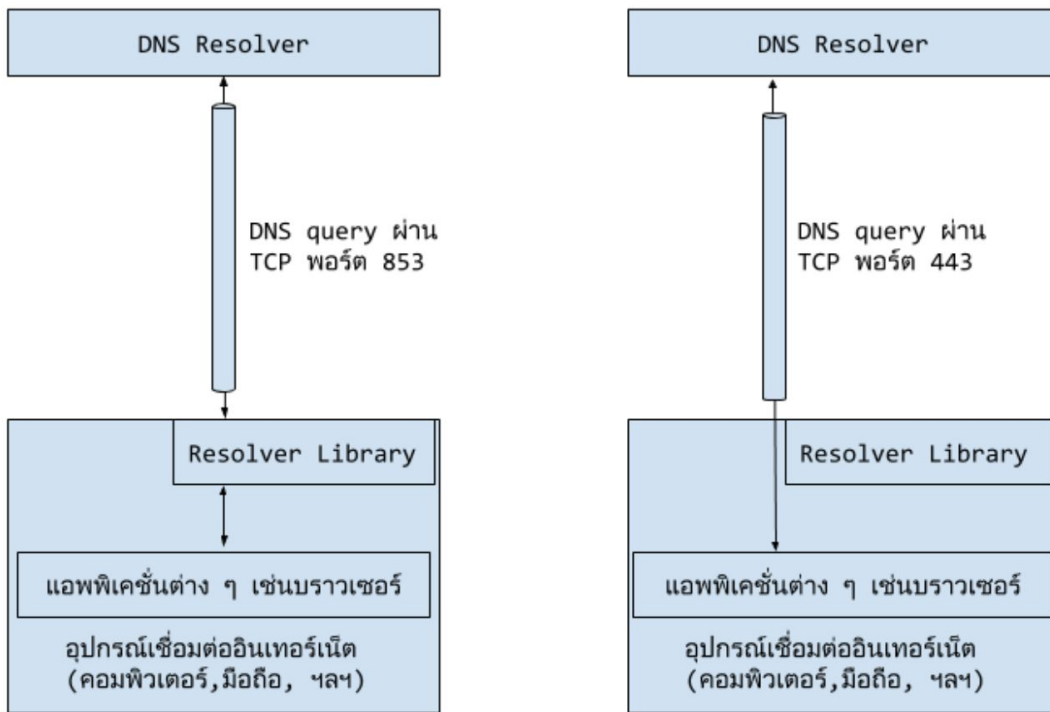 DNS Resolver
DNS query ผ่าน
TCP พอร์ต 853
Resolver Library
แอพพิเคชั่นต่าง ๆ เช่นบราวเซอร์
อุปกรณ์เชื่อมต่ออินเทอร์เน็ต
(คอมพิวเตอร์,มือถือ, ฯลฯ)
DNS Resolver
DNS query ผ่าน
TCP พอร์ต 443
Resolver Library
แอพพิเคชั่นต่าง ๆ เช่นบราวเซอร์
อุปกรณ์เชื่อมต่ออินเทอร์เน็ต
(คอมพิวเตอร์,มือถือ, ฯลฯ)